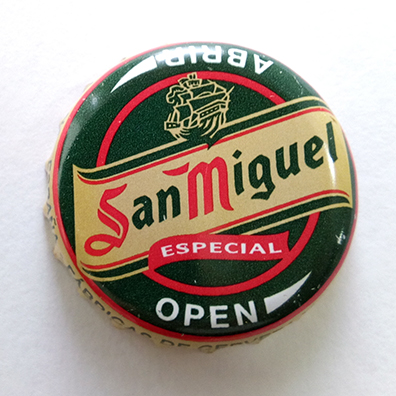 ABRIR
San Miguel
ESPECIAL
OPEN